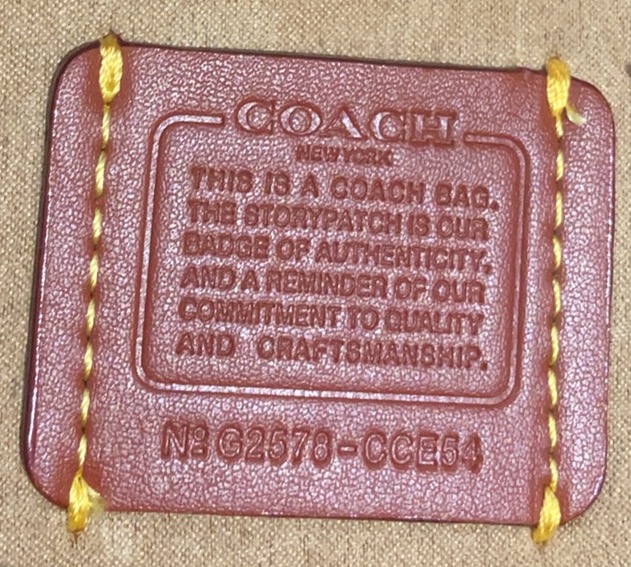 COACH
NEW YORK
THIS IS A COACH BAG.
THE STORYPATCH IS OUR
BADGE OF AUTHENTICITY.
AND A REMINDER OF OUR
COMMITMENT TO QUALITY
AND CRAFTSMANSHIP.
Nº G2578-CCE54